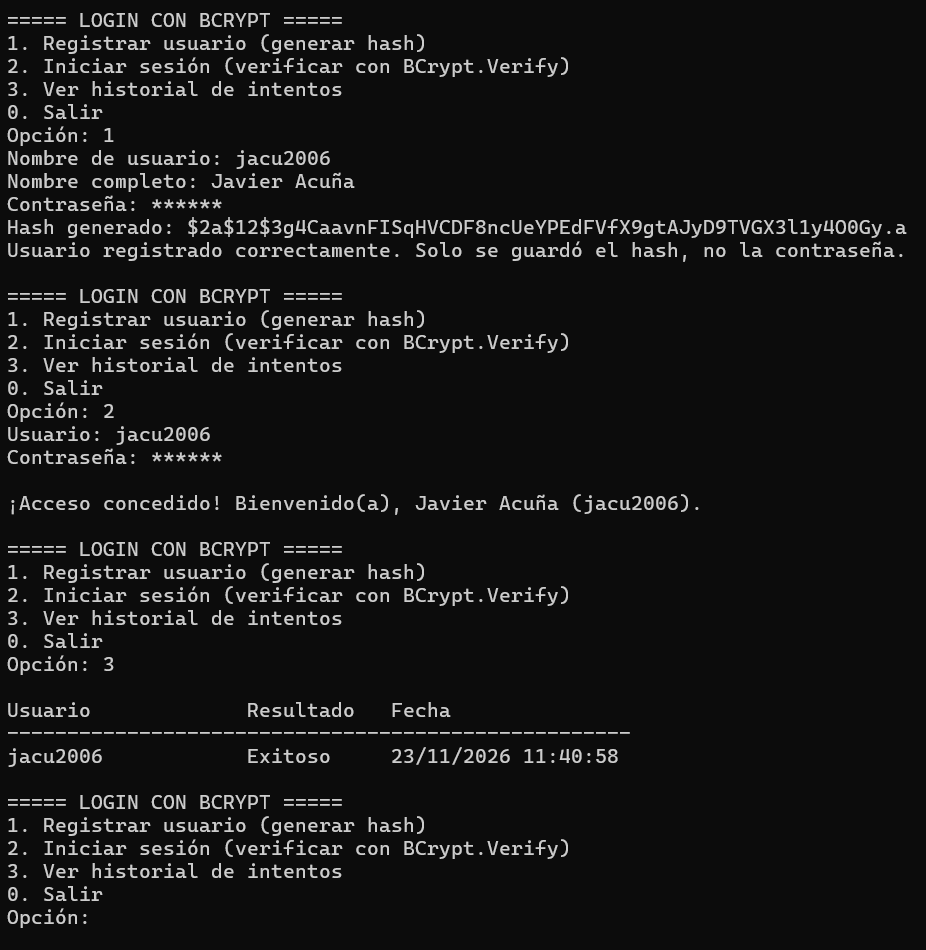 ===== LOGIN CON BCRYPT =====
1. Registrar usuario (generar hash)
2. Iniciar sesión (verificar con BCrypt.Verify)
3. Ver historial de intentos
0. Salir
Opción: 1
Nombre de usuario: jacu2006
Nombre completo: Javier Acuña
Contraseña: ******
Hash generado: $2a$12$3g4CaavnFISqHVCDF8ncUeYPEdFVfX9gtAJyD9TVGX3l1y4O0Gy.a
Usuario registrado correctamente. Solo se guardó el hash, no la contraseña.

===== LOGIN CON BCRYPT =====
1. Registrar usuario (generar hash)
2. Iniciar sesión (verificar con BCrypt.Verify)
3. Ver historial de intentos
0. Salir
Opción: 2
Usuario: jacu2006
Contraseña: ******

¡Acceso concedido! Bienvenido(a), Javier Acuña (jacu2006).

===== LOGIN CON BCRYPT =====
1. Registrar usuario (generar hash)
2. Iniciar sesión (verificar con BCrypt.Verify)
3. Ver historial de intentos
0. Salir
Opción: 3

Usuario             Resultado   Fecha
----------------------------------------------------
jacu2006            Exitoso     23/11/2026 11:40:58

===== LOGIN CON BCRYPT =====
1. Registrar usuario (generar hash)
2. Iniciar sesión (verificar con BCrypt.Verify)
3. Ver historial de intentos
0. Salir
Opción: